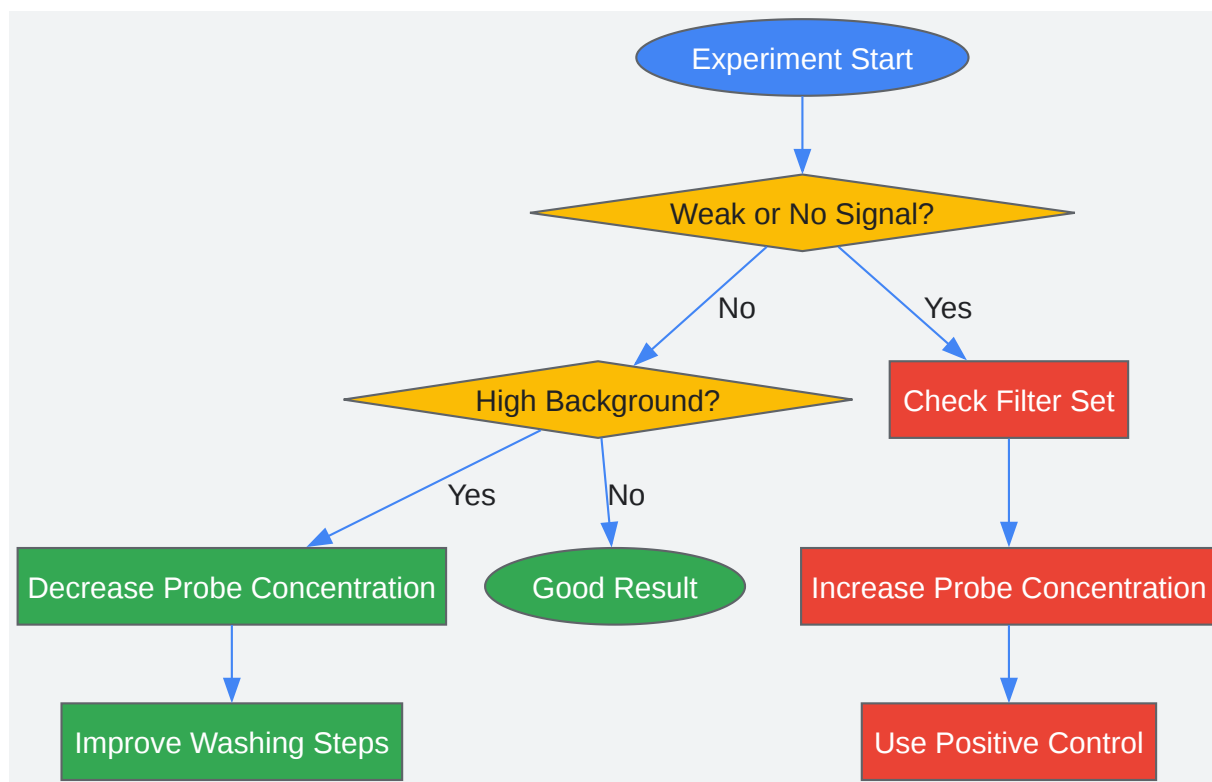 Experiment Start
Weak or No Signal?
No
Yes
High Background?
Check Filter Set
Yes
No
Decrease Probe Concentration
Good Result
Increase Probe Concentration
Improve Washing Steps
Use Positive Control